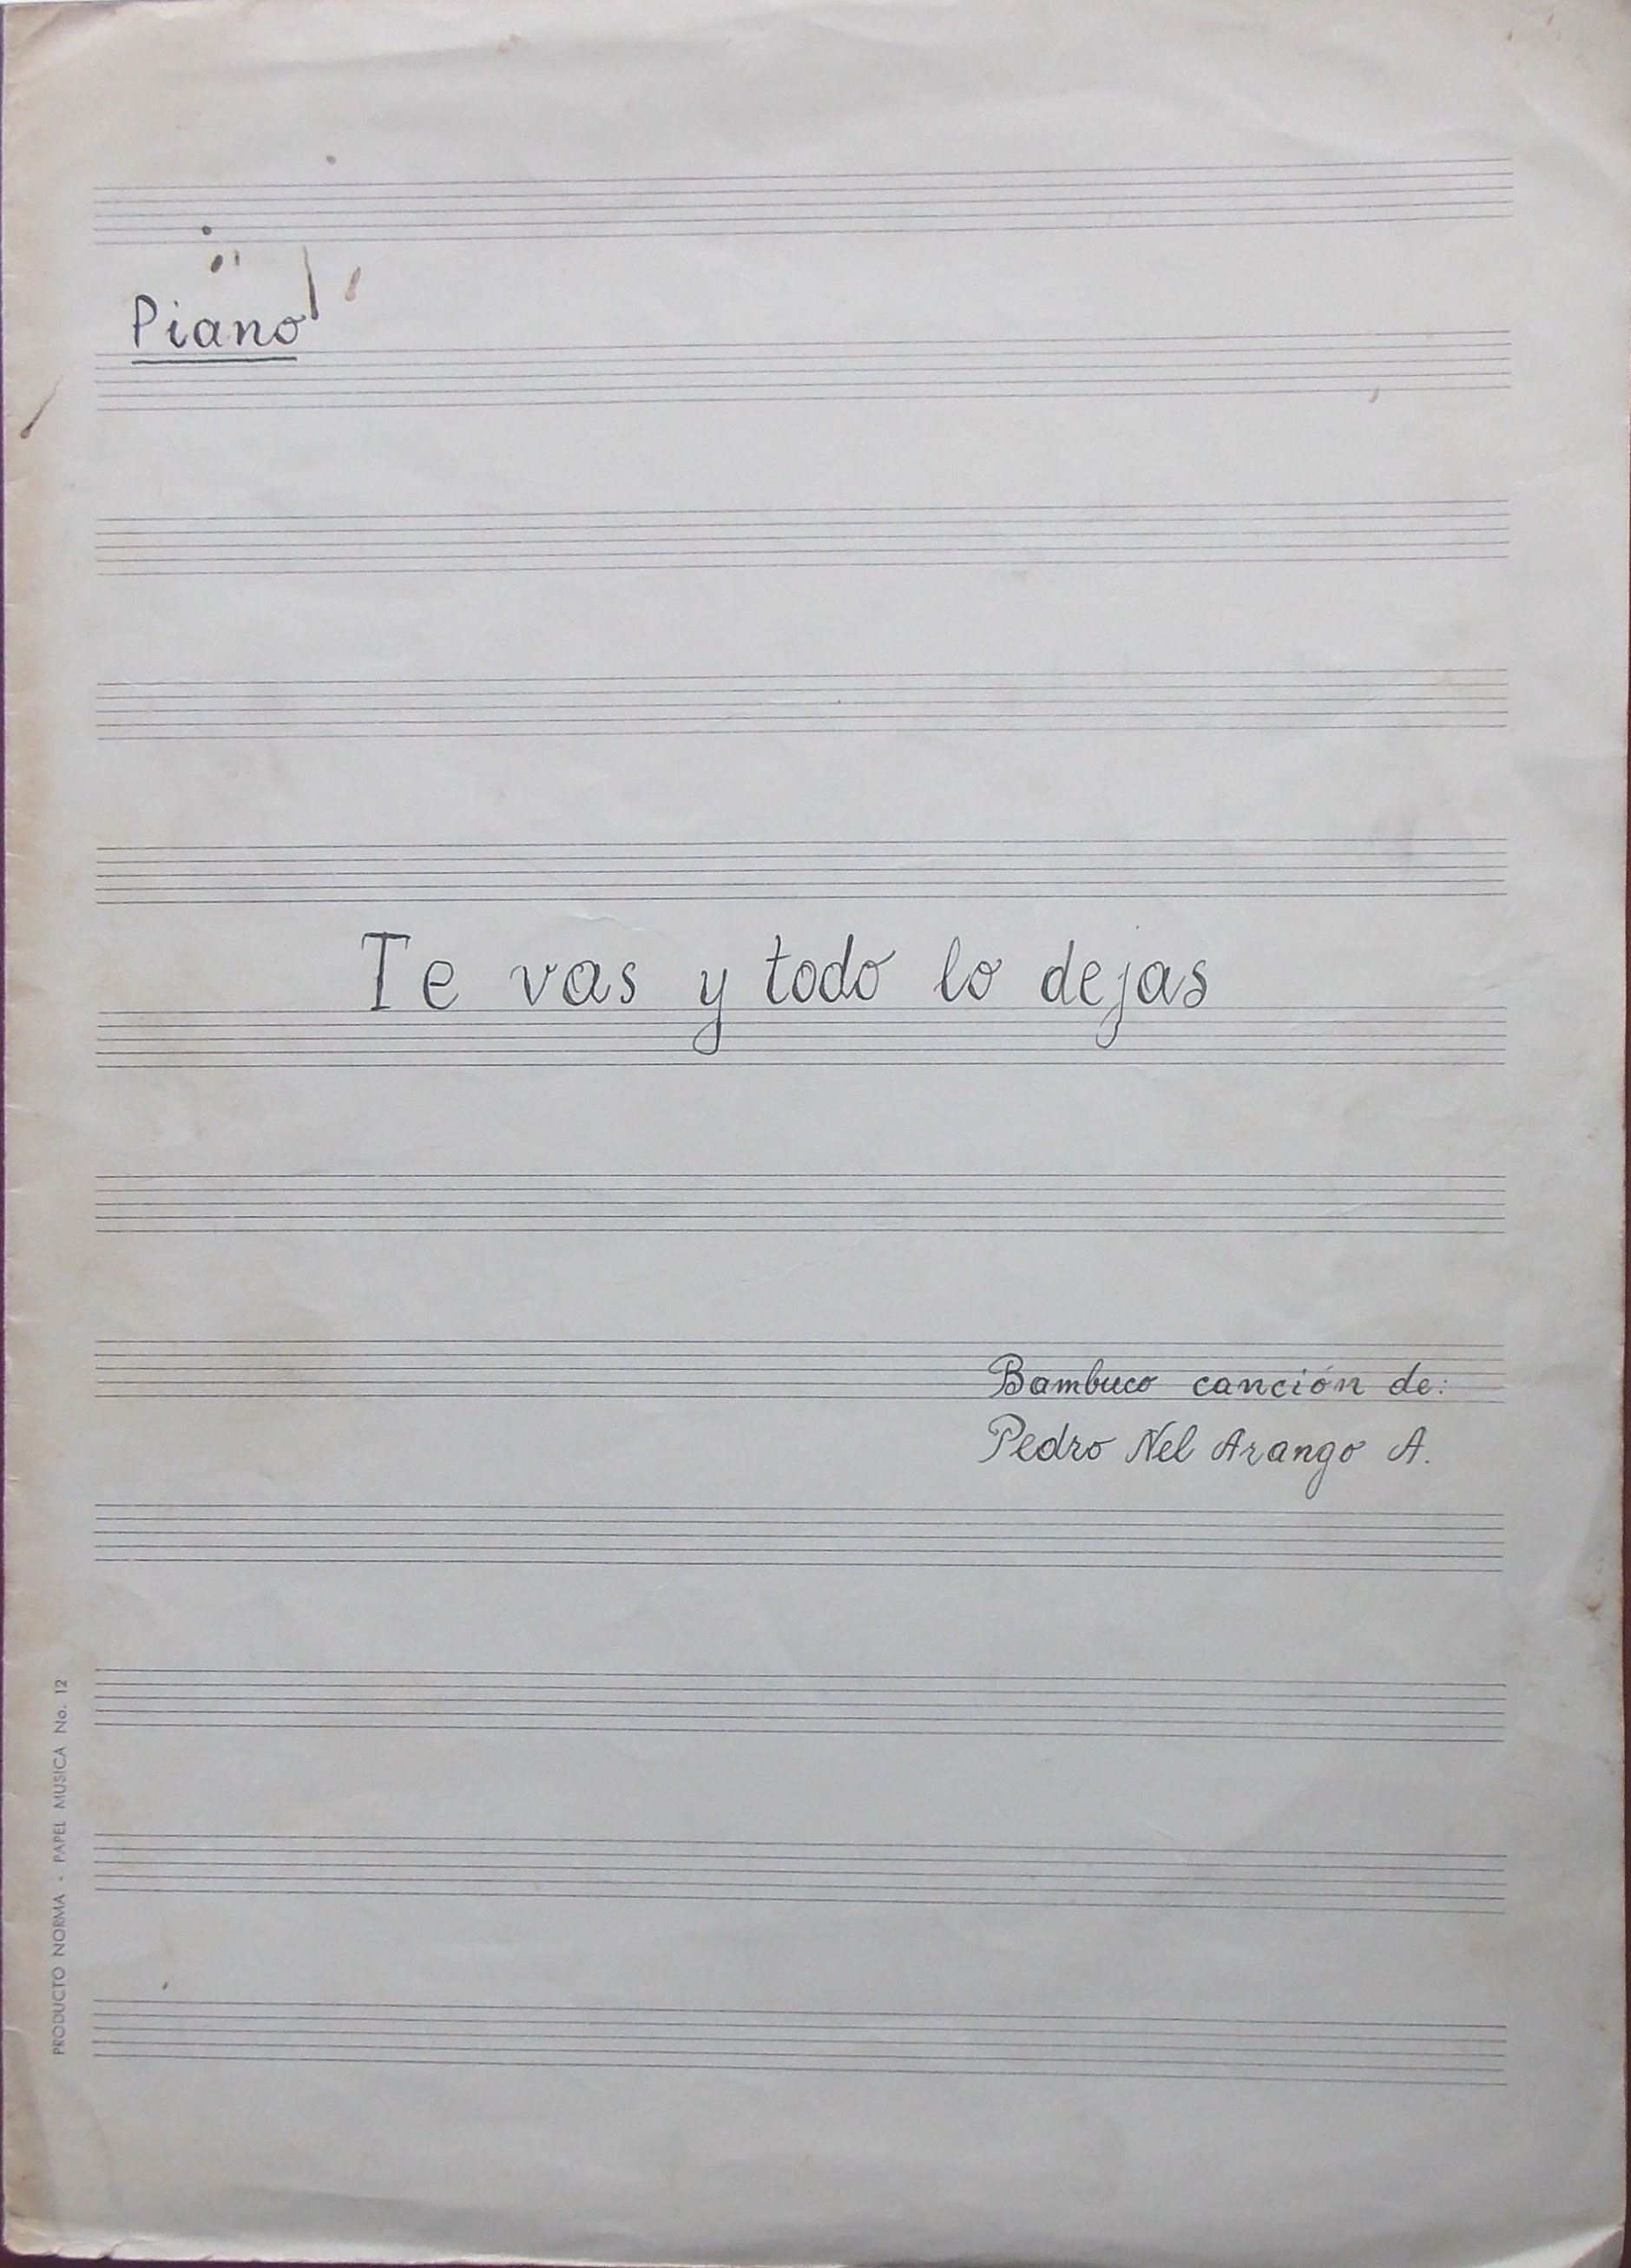 Piano
Te vas y todo lo dejas
Bambuco canción de:
Pedro Nel Arango A.
PRODUCTO NORMA - PAPEL MUSICA No. 12